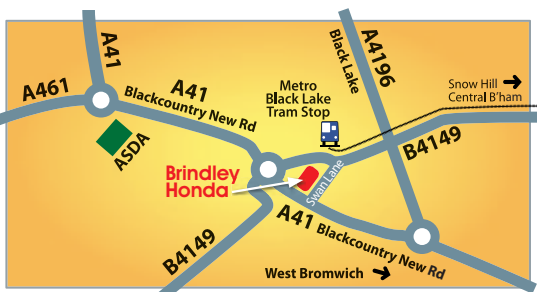 A41
A461
A41
Blackcountry New Rd
ASDA
Metro
Black Lake
Tram Stop
Black Lake
A4196
Snow Hill
Central B'ham
B4149
Brindley
Honda
Swan Lane
A41 Blackcountry New Rd
B4149
West Bromwich